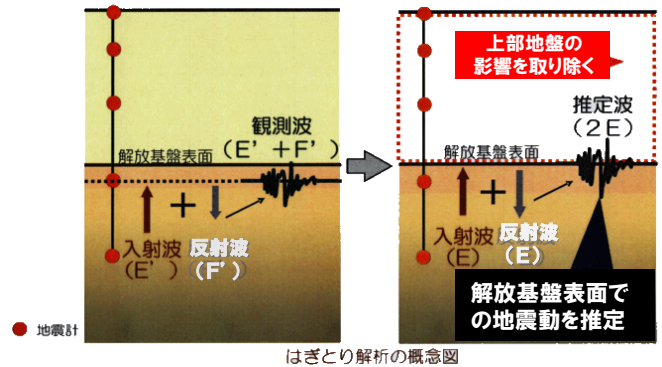 観測波
（E'＋F'）
解放基盤表面
＋
入射波
（E'）
反射波
（F'）
地震計
上部地盤の
影響を取り除く
推定波
（2E）
解放基盤表面
＋
入射波
（E）
反射波
（E）
解放基盤表面で
の地震動を推定
はぎとり解析の概念図